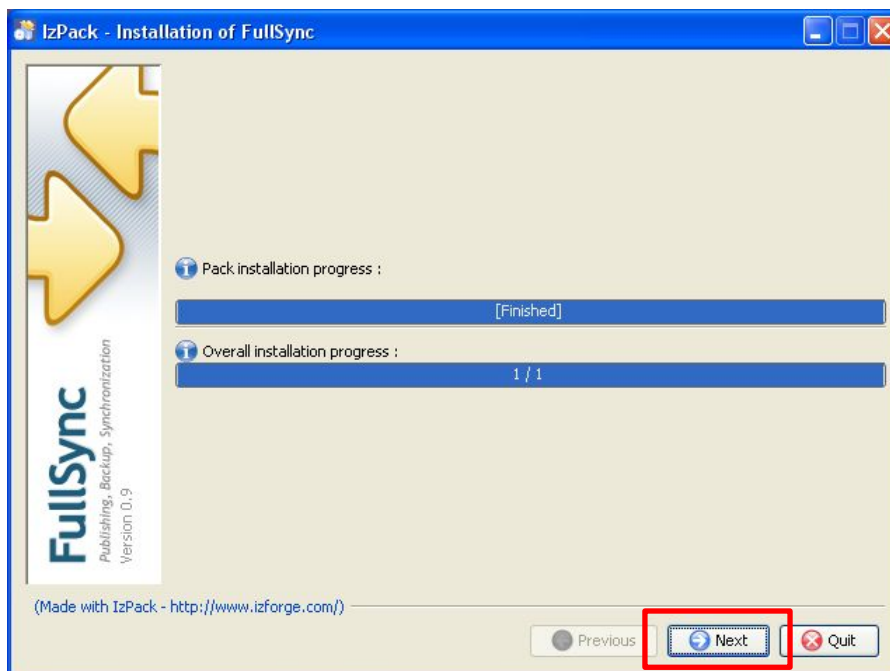 IzPack - Installation of FullSync
Pack installation progress :
[Finished]
Overall installation progress :
1 / 1
FullSync
Publishing, Backup, Synchronization
Version 0.9
(Made with IzPack - http://www.izforge.com/)
Previous
Next
Quit